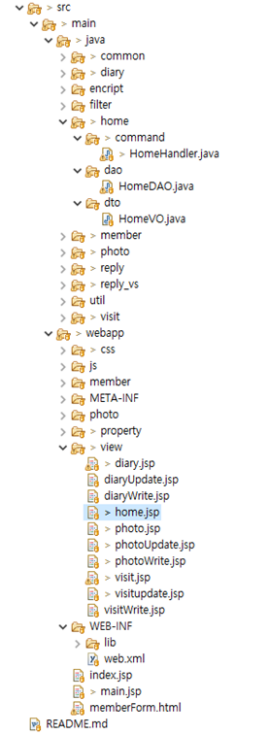 > src
> main
> java
> common
> diary
encript
filter
> home
> command
> HomeHandler.java
dao
HomeDAO.java
dto
HomeVO.java
> member
> photo
> reply
> reply_vs
util
> visit
> webapp
> css
js
member
META-INF
photo
> property
> view
> diary.jsp
diaryUpdate.jsp
diaryWrite.jsp
> home.jsp
> photo.jsp
> photoUpdate.jsp
> photoWrite.jsp
> visit.jsp
> visitupdate.jsp
visitWrite.jsp
WEB-INF
> lib
web.xml
index.jsp
> main.jsp
memberForm.html
README.md